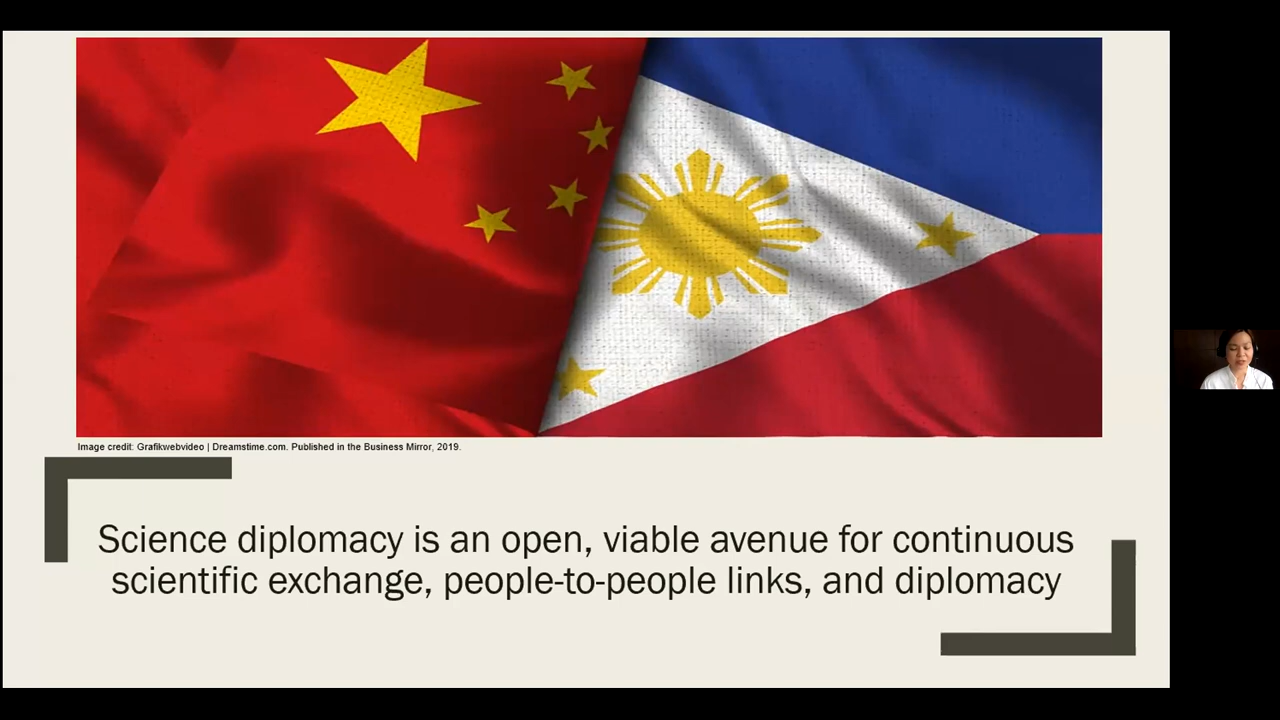 Image credit: Grafikwebvideo | Dreamstime.com. Published in the Business Mirror, 2019.
Science diplomacy is an open, viable avenue for continuous
scientific exchange, people-to-people links, and diplomacy